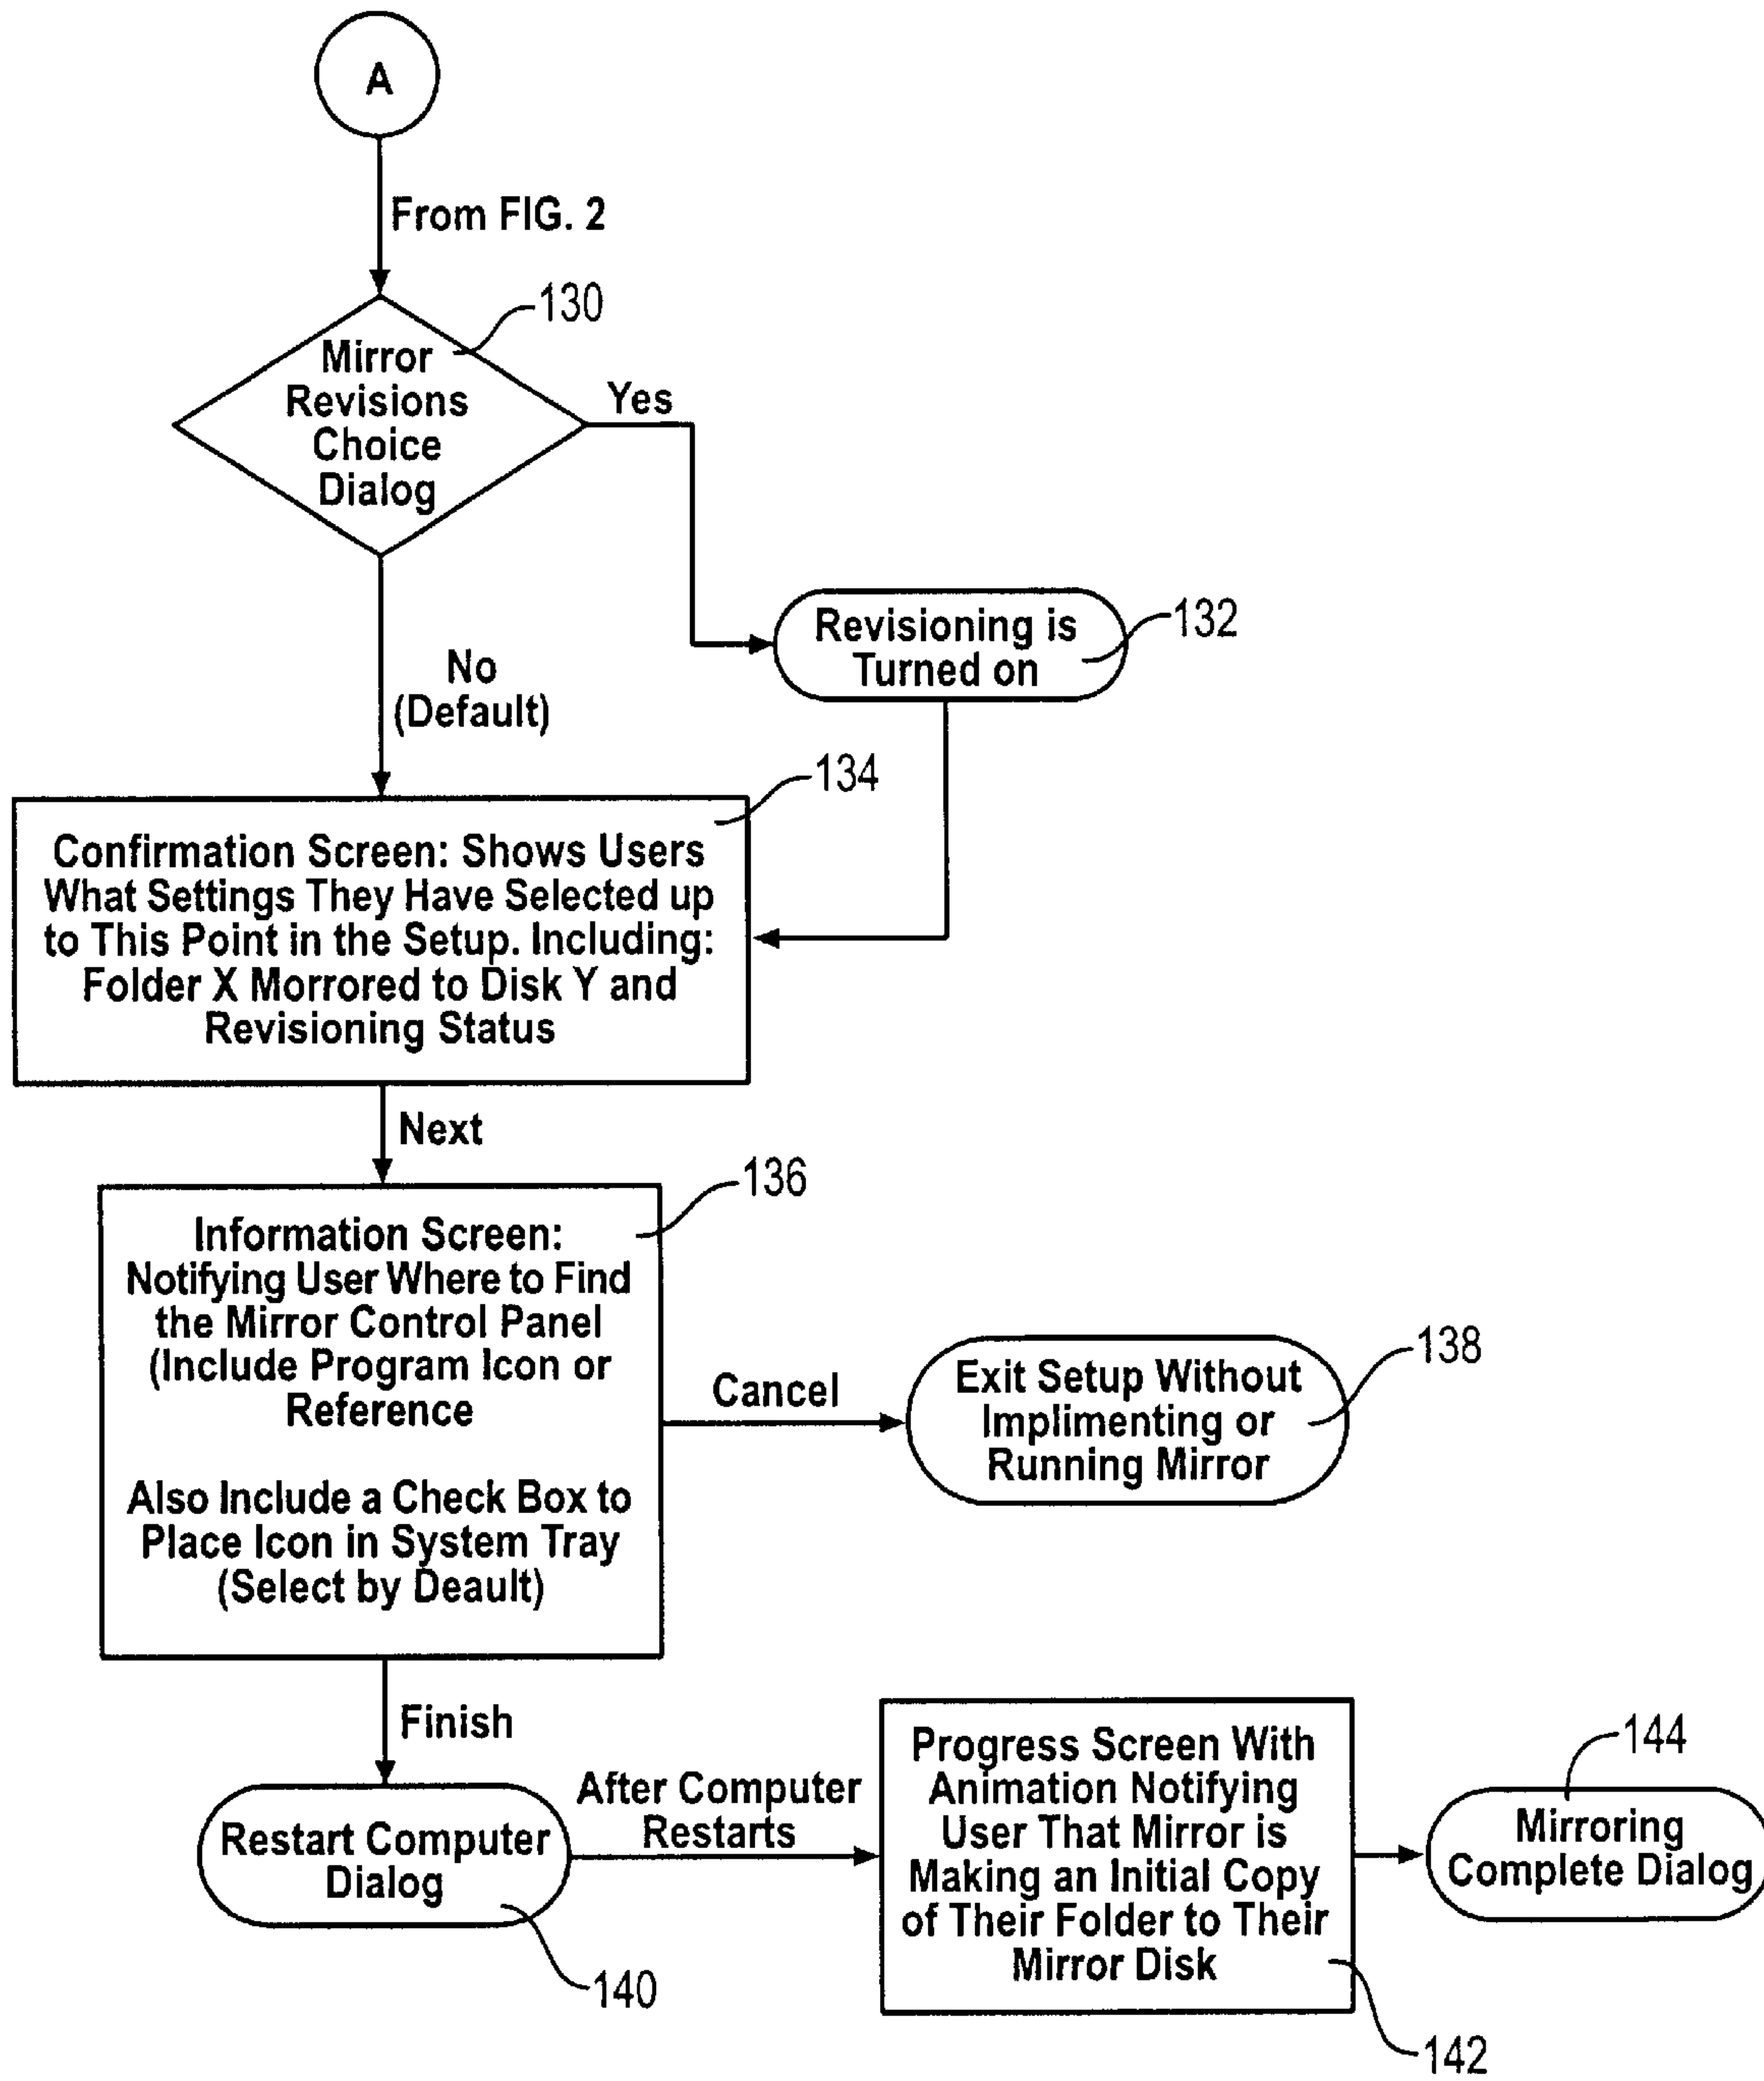 A
From FIG. 2
130
Mirror
Revisions
Choice
Dialog
Yes
Revisioning is
Turned on
132
No
(Default)
134
Confirmation Screen: Shows Users
What Settings They Have Selected up
to This Point in the Setup. Including:
Folder X Morrored to Disk Y and
Revisioning Status
Next
136
Information Screen:
Notifying User Where to Find
the Mirror Control Panel
(Include Program Icon or
Reference
Also Include a Check Box to
Place Icon in System Tray
(Select by Deault)
Cancel
138
Exit Setup Without
Implimenting or
Running Mirror
Finish
Restart Computer
Dialog
140
After Computer
Restarts
Progress Screen With
Animation Notifying
User That Mirror is
Making an Initial Copy
of Their Folder to Their
Mirror Disk
142
144
Mirroring
Complete Dialog